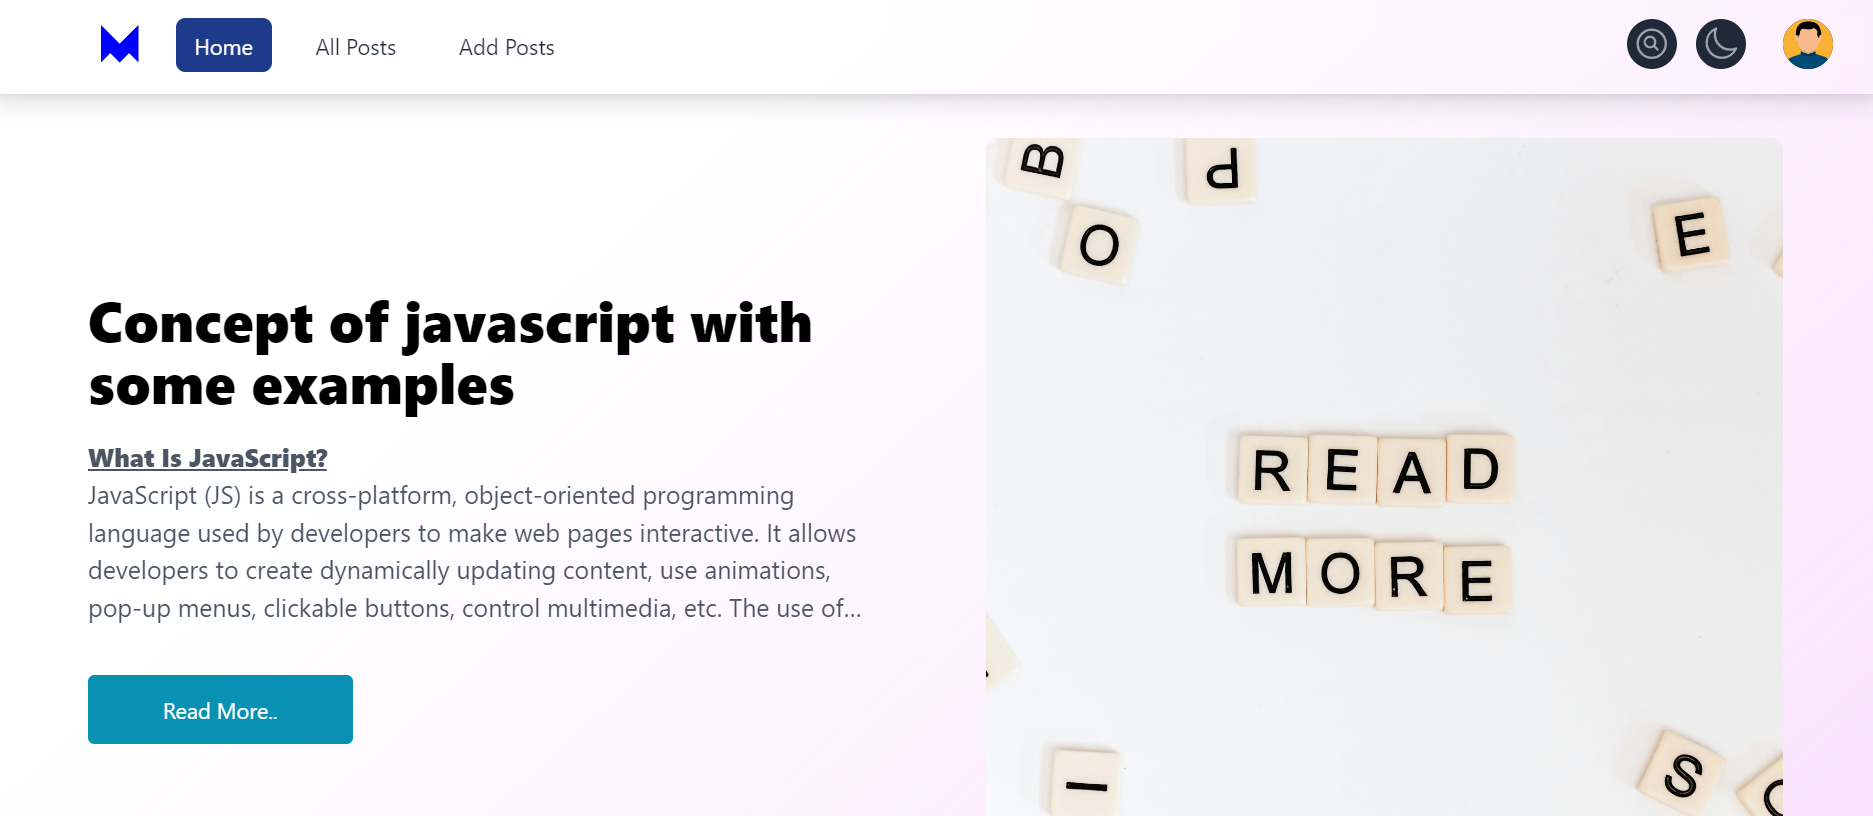 Home
All Posts
Add Posts
Concept of javascript with
some examples
What Is JavaScript?
JavaScript (JS) is a cross-platform, object-oriented programming
language used by developers to make web pages interactive. It allows
developers to create dynamically updating content, use animations,
pop-up menus, clickable buttons, control multimedia, etc. The use of...
Read More..
B
P
O
E
READ
MORE
I
S